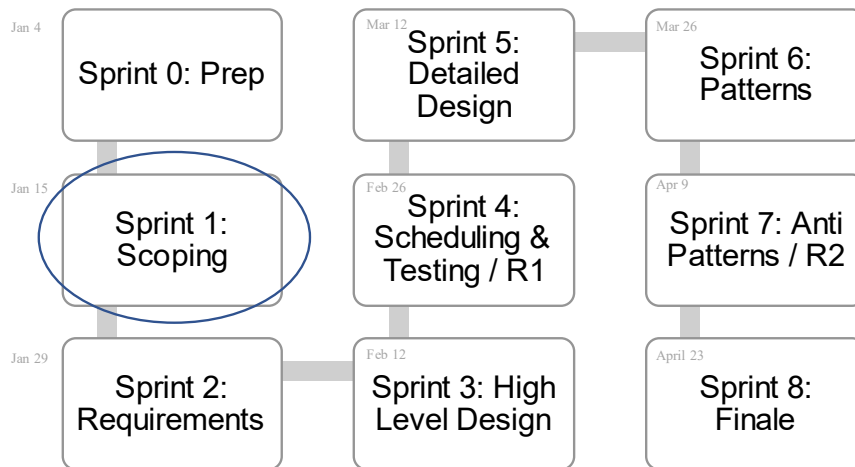 Jan 4
Sprint 0: Prep
Jan 15
Sprint 1:
Scoping
Jan 29
Sprint 2:
Requirements
Feb 12
Sprint 3: High
Level Design
Feb 26
Sprint 4:
Scheduling &
Testing / R1
Mar 12
Sprint 5:
Detailed
Design
Mar 26
Sprint 6:
Patterns
Apr 9
Sprint 7: Anti
Patterns / R2
April 23
Sprint 8:
Finale